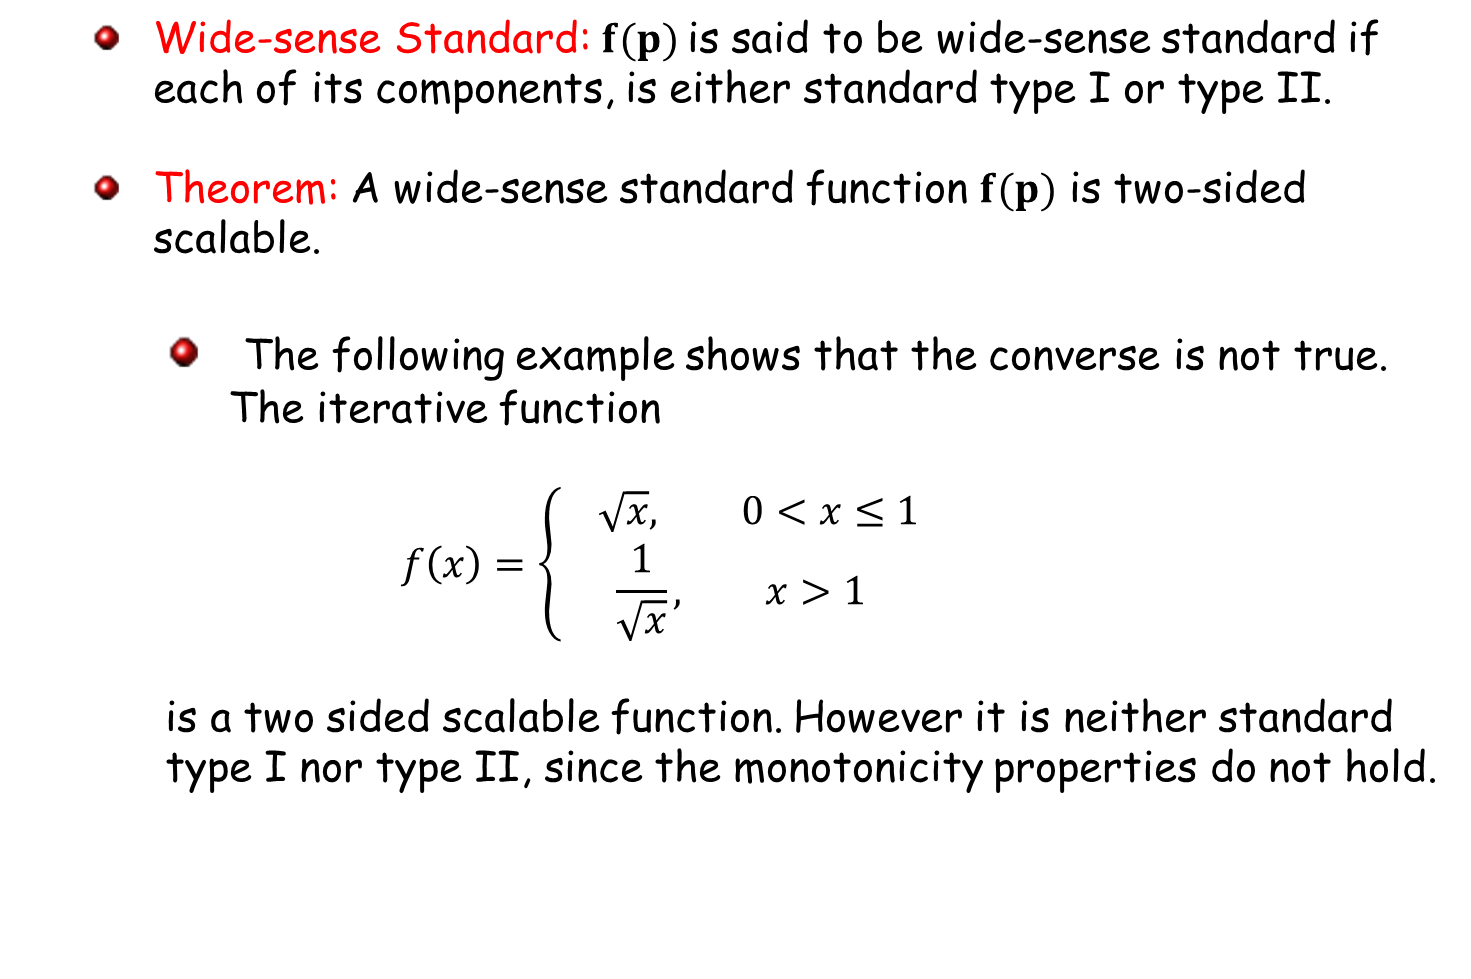 Wide-sense Standard: f(p) is said to be wide-sense standard if
each of its components, is either standard type I or type II.
Theorem: A wide-sense standard function f(p) is two-sided
scalable.
The following example shows that the converse is not true.
The iterative function
f(x) = { √x, 0 < x ≤ 1
1/√x, x > 1
is a two sided scalable function. However it is neither standard
type I nor type II, since the monotonicity properties do not hold.